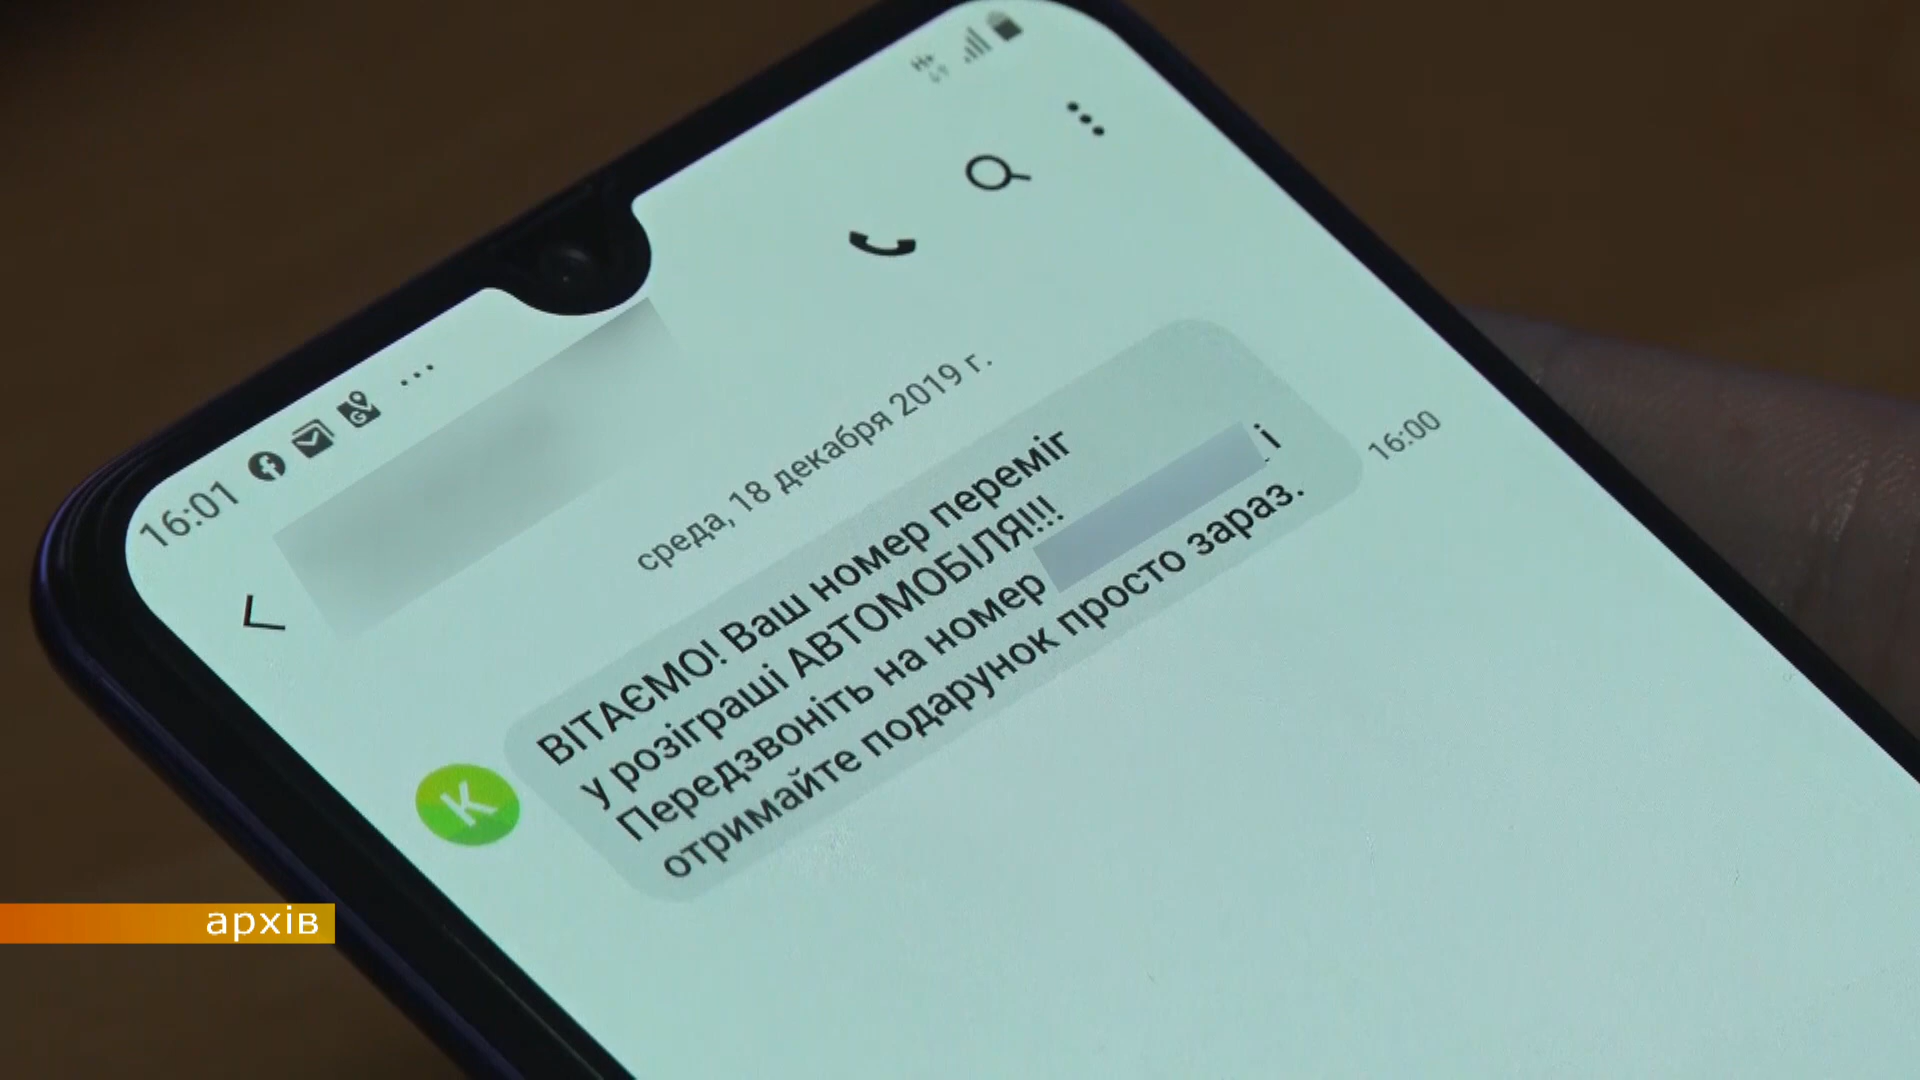 16:01
среда, 18 декабря 2019 г.
ВІТАЄМО! Ваш номер переміг
у розіграші АВТОМОБІЛЯ!!!
Передзвоніть на номер і
отримайте подарунок просто зараз.
16:00
К
архів